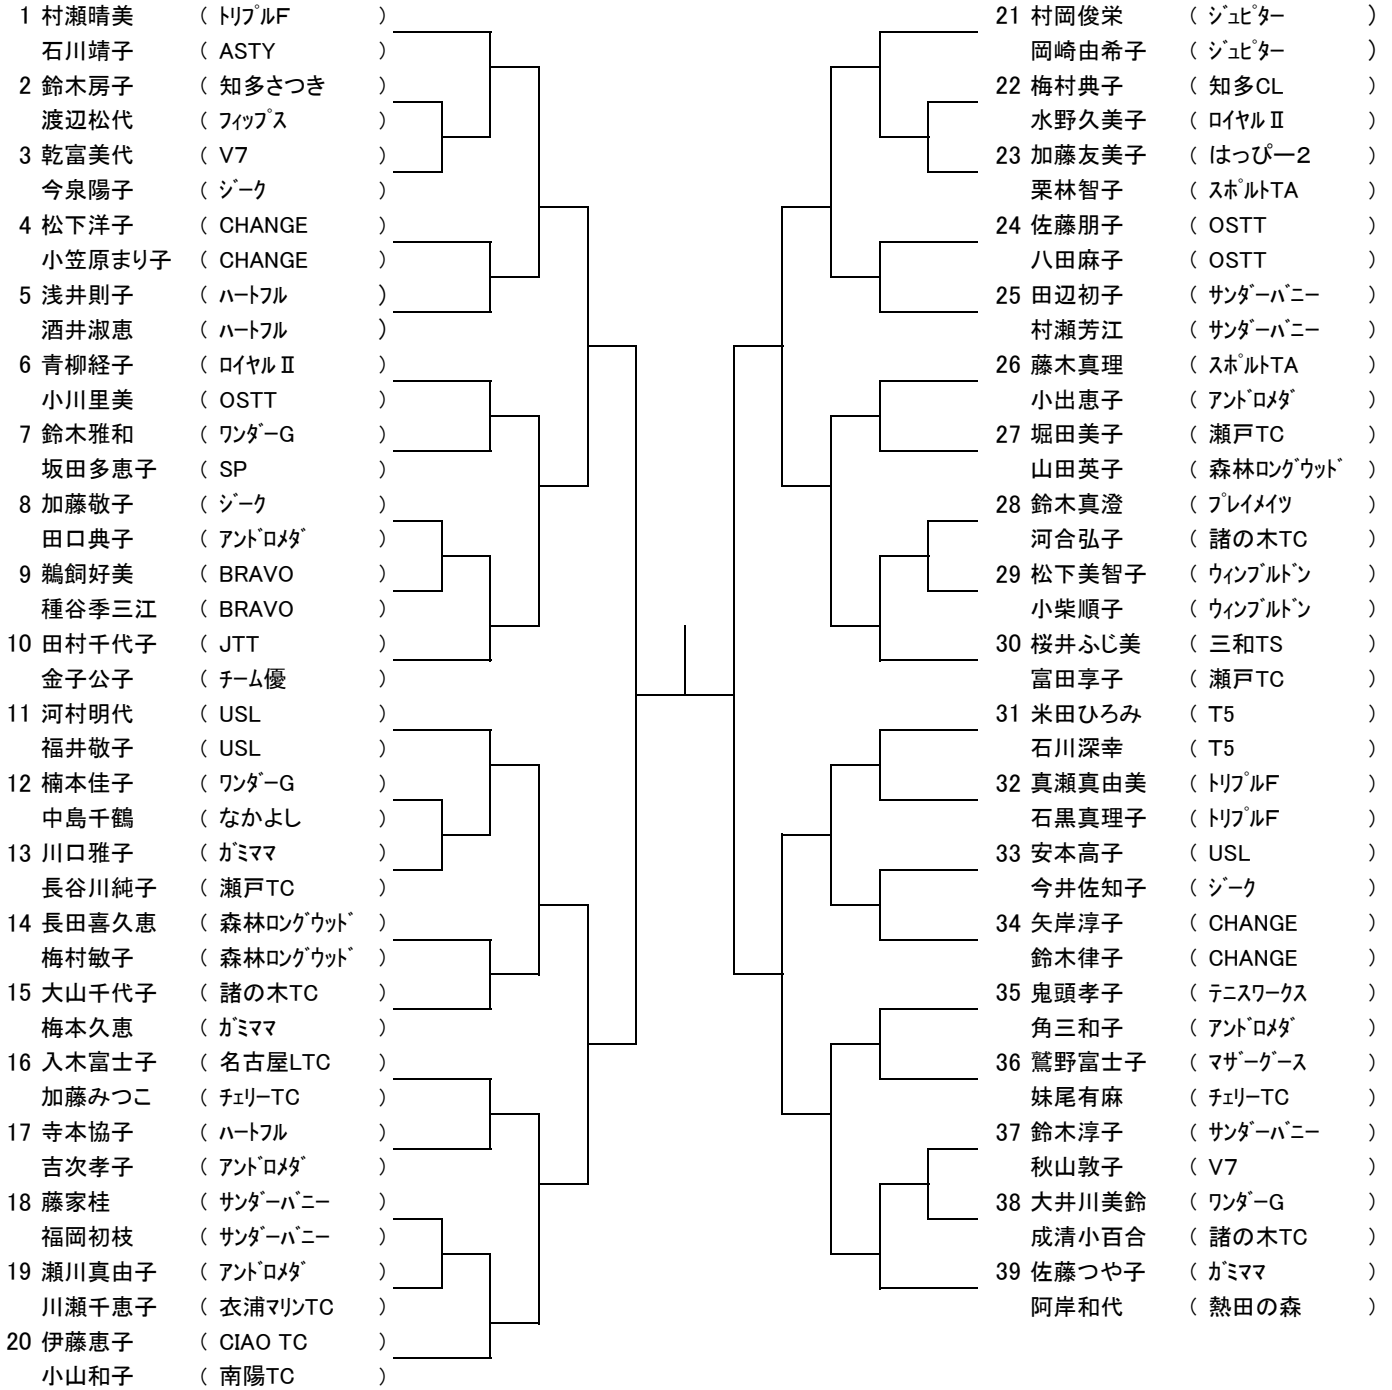 1 村瀬晴美 ( ﾄﾘﾌﾟﾙF )
石川靖子 ( ASTY )
2 鈴木房子 ( 知多さつき )
渡辺松代 ( ﾌｨｯﾌﾟｽ )
3 乾富美代 ( V7 )
今泉陽子 ( ｼﾞｰｸ )
4 松下洋子 ( CHANGE )
小笠原まり子 ( CHANGE )
5 浅井則子 ( ﾊｰﾄﾌﾙ )
酒井淑恵 ( ﾊｰﾄﾌﾙ )
6 青柳経子 ( ﾛｲﾔﾙⅡ )
小川里美 ( OSTT )
7 鈴木雅和 ( ﾜﾝﾀﾞｰG )
坂田多恵子 ( SP )
8 加藤敬子 ( ｼﾞｰｸ )
田口典子 ( ｱﾝﾄﾞﾛﾒﾀﾞ )
9 鵜飼好美 ( BRAVO )
種谷季三江 ( BRAVO )
10 田村千代子 ( JTT )
金子公子 ( ﾁｰﾑ優 )
11 河村明代 ( USL )
福井敬子 ( USL )
12 楠本佳子 ( ﾜﾝﾀﾞｰG )
中島千鶴 ( なかよし )
13 川口雅子 ( ｶﾞﾐﾏﾏ )
長谷川純子 ( 瀬戸TC )
14 長田喜久恵 ( 森林ﾛﾝｸﾞｳｯﾄﾞ )
梅村敏子 ( 森林ﾛﾝｸﾞｳｯﾄﾞ )
15 大山千代子 ( 諸の木TC )
梅本久恵 ( ｶﾞﾐﾏﾏ )
16 入木富士子 ( 名古屋LTC )
加藤みつこ ( ﾁｪﾘｰTC )
17 寺本協子 ( ﾊｰﾄﾌﾙ )
吉次孝子 ( ｱﾝﾄﾞﾛﾒﾀﾞ )
18 藤家桂 ( ｻﾝﾀﾞｰﾊﾞﾆｰ )
福岡初枝 ( ｻﾝﾀﾞｰﾊﾞﾆｰ )
19 瀬川真由子 ( ｱﾝﾄﾞﾛﾒﾀﾞ )
川瀬千恵子 ( 衣浦ﾏﾘﾝTC )
20 伊藤恵子 ( CIAO TC )
小山和子 ( 南陽TC )
21 村岡俊栄 ( ｼﾞｭﾋﾟﾀｰ )
岡崎由希子 ( ｼﾞｭﾋﾟﾀｰ )
22 梅村典子 ( 知多CL )
水野久美子 ( ﾛｲﾔﾙⅡ )
23 加藤友美子 ( はっぴー2 )
栗林智子 ( ｽﾎﾟﾙﾄTA )
24 佐藤朋子 ( OSTT )
八田麻子 ( OSTT )
25 田辺初子 ( ｻﾝﾀﾞｰﾊﾞﾆｰ )
村瀬芳江 ( ｻﾝﾀﾞｰﾊﾞﾆｰ )
26 藤木真理 ( ｽﾎﾟﾙﾄTA )
小出恵子 ( ｱﾝﾄﾞﾛﾒﾀﾞ )
27 堀田美子 ( 瀬戸TC )
山田英子 ( 森林ﾛﾝｸﾞｳｯﾄﾞ )
28 鈴木真澄 ( ﾌﾟﾚｲﾒｲﾂ )
河合弘子 ( 諸の木TC )
29 松下美智子 ( ｳｨﾝﾌﾞﾙﾄﾞﾝ )
小柴順子 ( ｳｨﾝﾌﾞﾙﾄﾞﾝ )
30 桜井ふじ美 ( 三和TS )
富田享子 ( 瀬戸TC )
31 米田ひろみ ( T5 )
石川深幸 ( T5 )
32 真瀬真由美 ( ﾄﾘﾌﾟﾙF )
石黒真理子 ( ﾄﾘﾌﾟﾙF )
33 安本高子 ( USL )
今井佐知子 ( ｼﾞｰｸ )
34 矢岸淳子 ( CHANGE )
鈴木律子 ( CHANGE )
35 鬼頭孝子 ( ﾃﾆｽﾜｰｸｽ )
角三和子 ( ｱﾝﾄﾞﾛﾒﾀﾞ )
36 鷲野富士子 ( ﾏｻﾞｰｸﾞｰｽ )
妹尾有麻 ( ﾁｪﾘｰTC )
37 鈴木淳子 ( ｻﾝﾀﾞｰﾊﾞﾆｰ )
秋山敦子 ( V7 )
38 大井川美鈴 ( ﾜﾝﾀﾞｰG )
成清小百合 ( 諸の木TC )
39 佐藤つや子 ( ｶﾞﾐﾏﾏ )
阿岸和代 ( 熱田の森 )